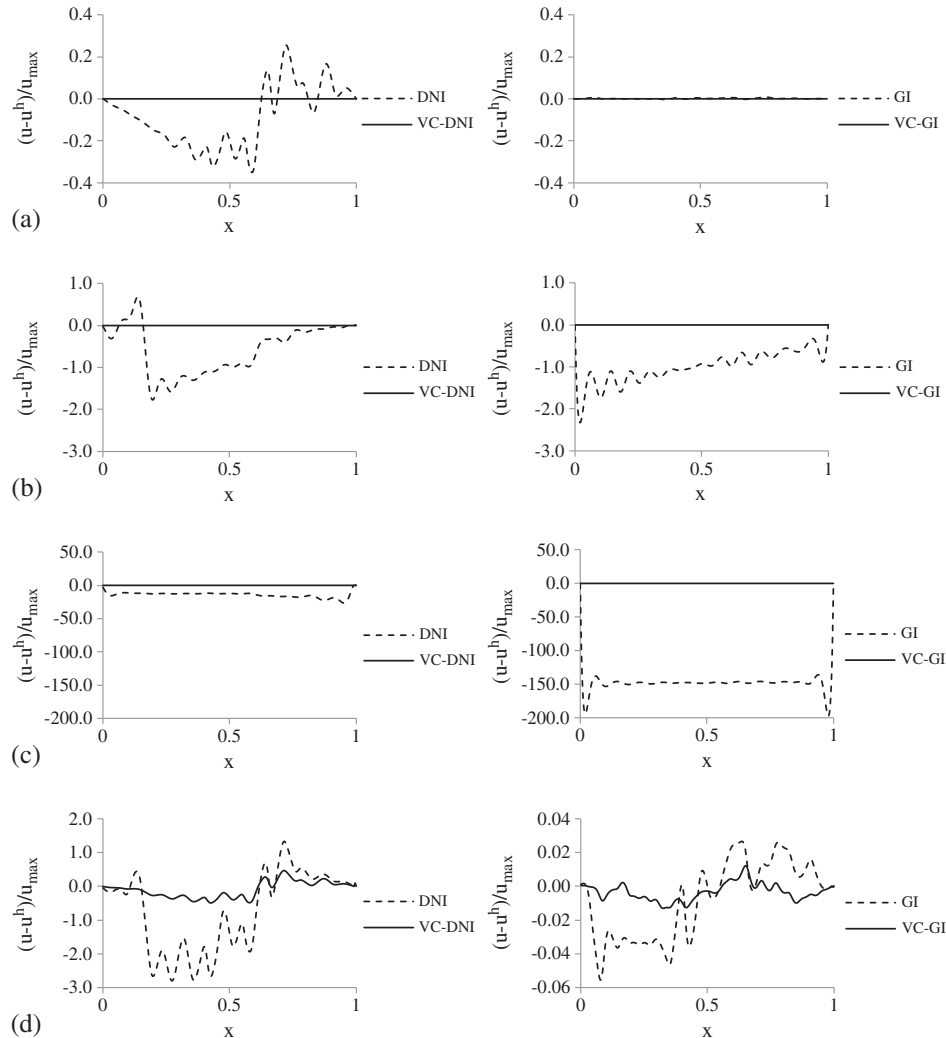 (u-u^h)/u_max
0.4
0.2
0.0
-0.2
-0.4
0
0.5
1
x
DNI
VC-DNI
(u-u^h)/u_max
0.4
0.2
0.0
-0.2
-0.4
0
0.5
1
x
GI
VC-GI
(a)
(u-u^h)/u_max
1.0
0.0
-1.0
-2.0
-3.0
0
0.5
1
x
DNI
VC-DNI
(u-u^h)/u_max
1.0
0.0
-1.0
-2.0
-3.0
0
0.5
1
x
GI
VC-GI
(b)
(u-u^h)/u_max
50.0
0.0
-50.0
-100.0
-150.0
-200.0
0
0.5
1
x
DNI
VC-DNI
(u-u^h)/u_max
50.0
0.0
-50.0
-100.0
-150.0
-200.0
0
0.5
1
x
GI
VC-GI
(c)
(u-u^h)/u_max
2.0
1.0
0.0
-1.0
-2.0
-3.0
0
0.5
1
x
DNI
VC-DNI
(u-u^h)/u_max
0.04
0.02
0.00
-0.02
-0.04
-0.06
0
0.5
1
x
GI
VC-GI
(d)